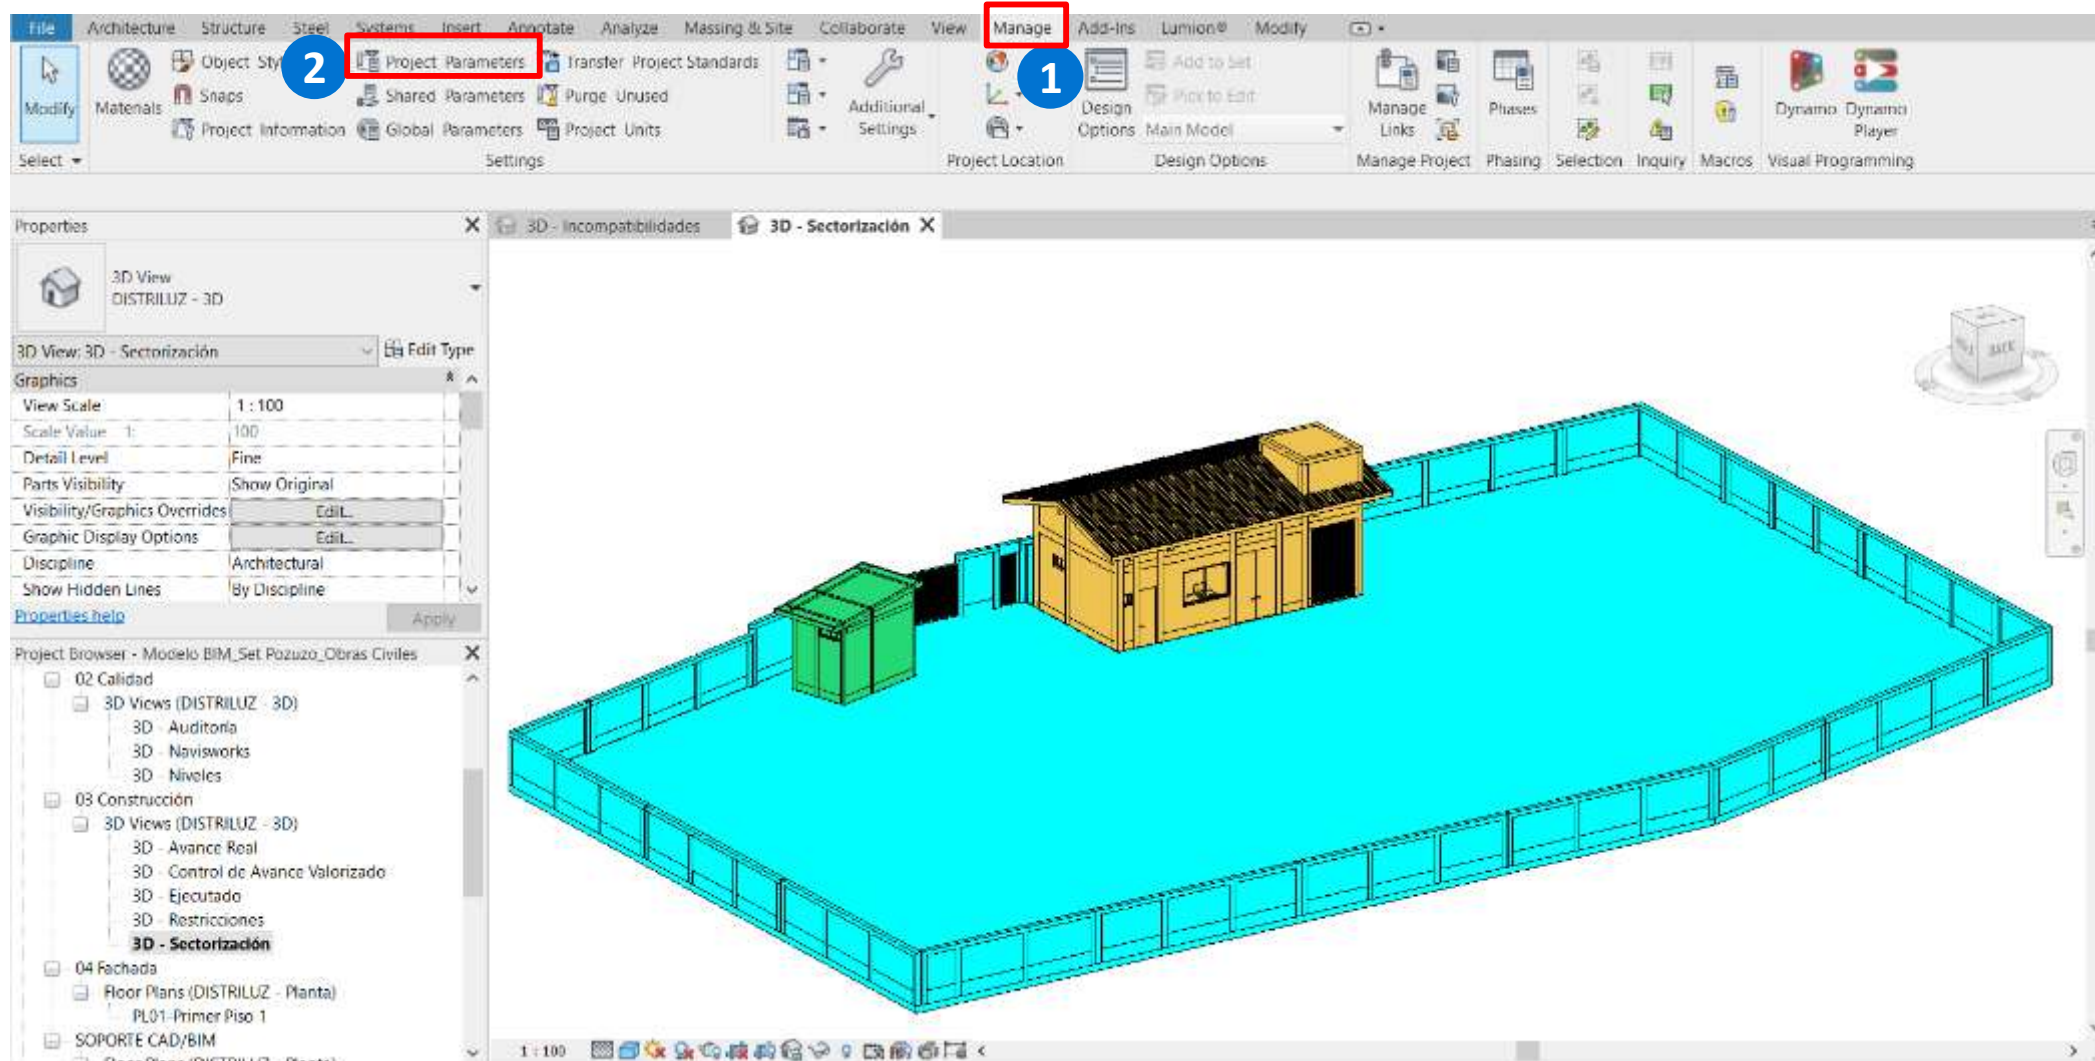 File Architecture Structure Steel Systems Insert Annotate Analyze Massing & Site Collaborate View Manage Add-Ins Lumion® Modify
Modify
Materials
Object Sty
Snaps
Project Information
2
Project Parameters
Shared Parameters
Global Parameters
Transfer Project Standards
Purge Unused
Project Units
Additional
Settings
1
Design
Options
Add to Set
Pick to Edit
Main Model
Manage
Links
Phases
Dynamo
Dynamo
Player
Select Settings Project Location Design Options Manage Project Phasing Selection Inquiry Macros Visual Programming
Properties
3D View
DISTRILUZ - 3D
3D View: 3D - Sectorización Edit Type
Graphics
View Scale 1 : 100
Scale Value 1: 100
Detail Level Fine
Parts Visibility Show Original
Visibility/Graphics Overrides Edit...
Graphic Display Options Edit...
Discipline Architectural
Show Hidden Lines By Discipline
Properties help Apply
Project Browser - Modelo BIM_Set Pozuzo_Obras Civiles
02 Calidad
3D Views (DISTRILUZ - 3D)
3D - Auditoría
3D - Navisworks
3D - Niveles
03 Construcción
3D Views (DISTRILUZ - 3D)
3D - Avance Real
3D - Control de Avance Valorizado
3D - Ejecutado
3D - Restricciones
3D - Sectorización
04 Fachada
Floor Plans (DISTRILUZ - Planta)
PL01-Primer Piso 1
SOPORTE CAD/BIM
Floor Plans (DISTRILUZ - Planta)
3D - Incompatibilidades
3D - Sectorización
BACK
1 : 100